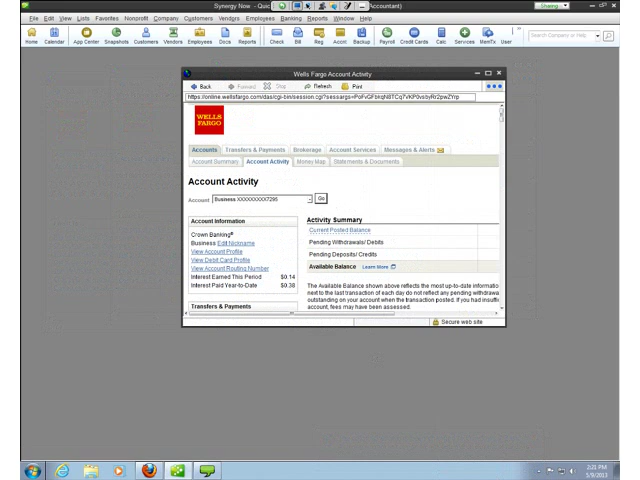 Synergy Now - Quic
Accountant)
Sharing
File Edit View Lists Favorites Nonprofit Company Customers Vendors Employees Banking Reports Window Help
Home Calendar App Center Snapshots Customers Vendors Employees Docs Reports Check Bill Reg Accnt Backup Payroll Credit Cards Calc Services MemTx User
Search Company or Help
Wells Fargo Account Activity
Back Forward Stop Refresh Print
WELLS
FARGO
Accounts Transfers & Payments Brokerage Account Services Messages & Alerts
Account Summary Account Activity Money Map Statements & Documents
Account Activity
Account Business XXXXXXXXX7295 Go
Account Information
Crown Banking®
Business Edit Nickname
View Account Profile
View Debit Card Profile
View Account Routing Number
Interest Earned This Period $0.14
Interest Paid Year-to-Date $0.38
Transfers & Payments
Activity Summary
Current Posted Balance
Pending Withdrawals/ Debits
Pending Deposits/ Credits
Available Balance Learn More
The Available Balance shown above reflects the most up-to-date informatio
next to the last transaction of each day do not reflect any pending withdrawa
outstanding on your account when the transaction posted. If you had insuffic
account, fees may have been assessed.
Secure web site
2:21 PM
5/9/2013